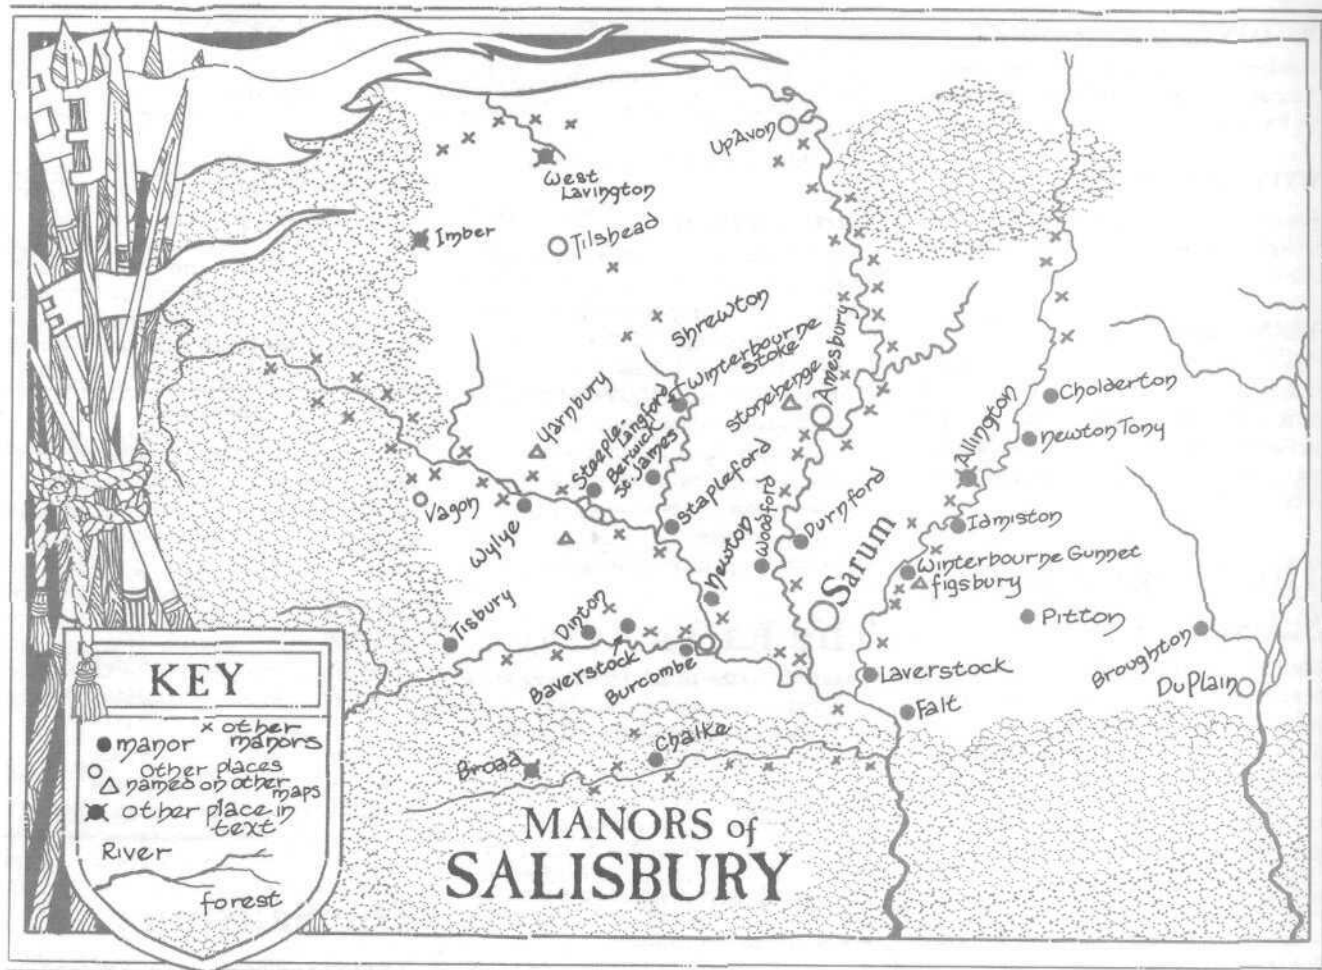 UpAvon
West
Lavington
Imber
Tilshead
Shrewton
Winterbourne
Stoke
Stonehenge
Amesbury
Yarnbury
Steeple-
Langford
Berwick
St. James
Stapleford
Cholderton
Newton Tony
Allington
Vagon
Wylye
Newton
Woodford
Durnford
Idmiston
Winterbourne Gunnet
figsbury
Sarum
Tisbury
Dinton
Baverstock
Burcombe
Pitton
Broughton
DuPlain
Laverstock
Falt
Broad
Chalke
MANORS of
SALISBURY
KEY
x other
manors
manor
Other places
named on other
maps
other place in
text
River
forest